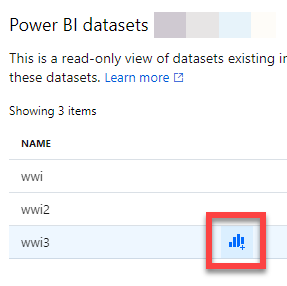 Power BI datasets
This is a read-only view of datasets existing in
these datasets. Learn more
Showing 3 items
NAME
wwi
wwi2
wwi3